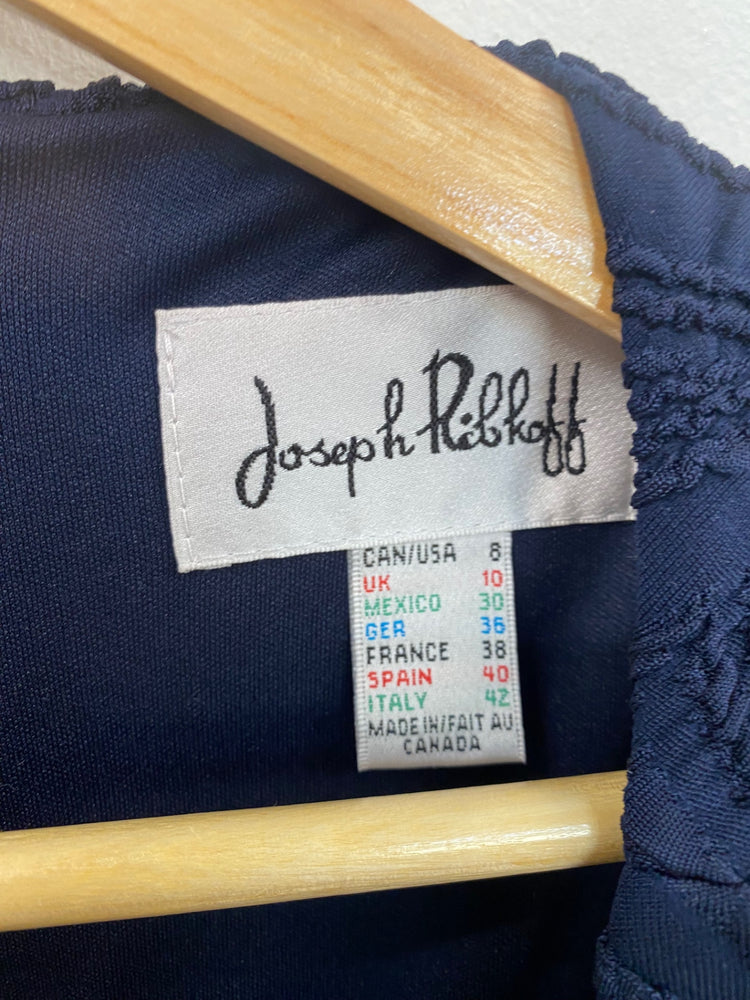 Joseph Ribkoff
CAN/USA 8
UK 10
MEXICO 30
GER 36
FRANCE 38
SPAIN 40
ITALY 42
MADE IN/FAIT AU
CANADA